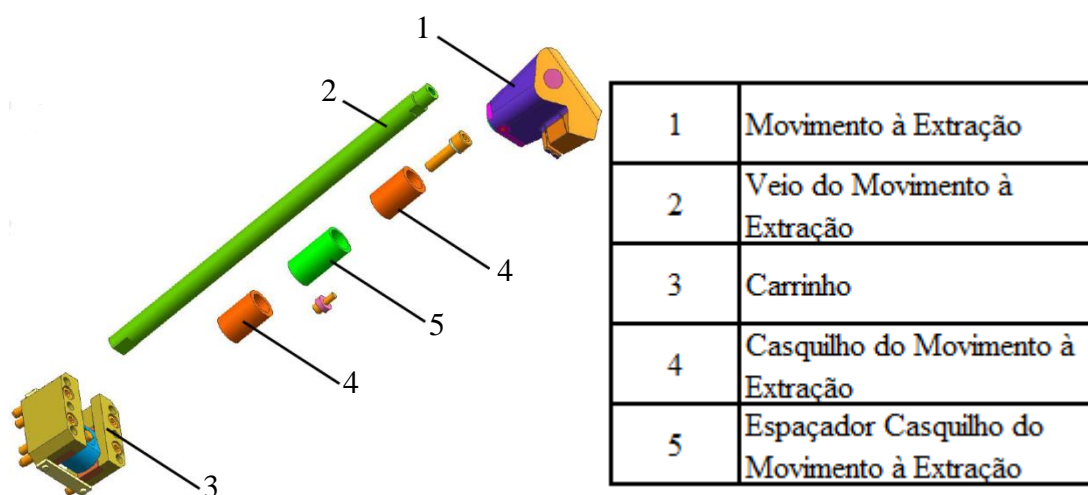 1
2
4
5
4
3
1 Movimento à Extração
2 Veio do Movimento à
Extração
3 Carrinho
4 Casquilho do Movimento à
Extração
5 Espaçador Casquilho do
Movimento à Extração